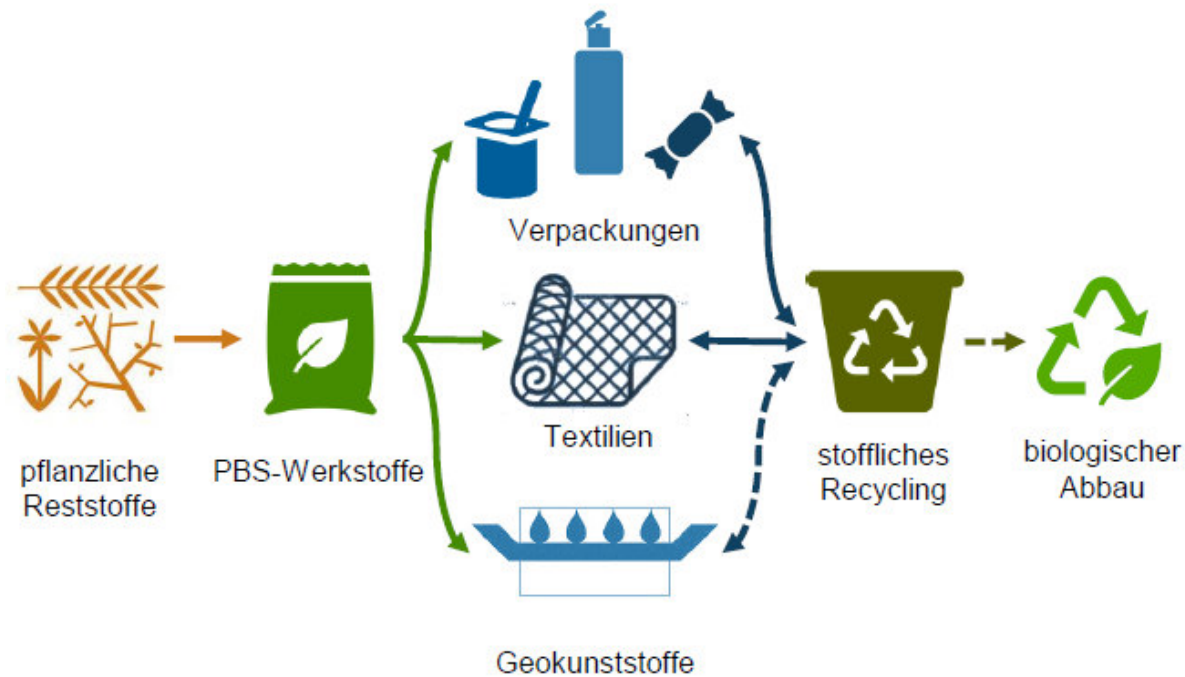 Verpackungen
pflanzliche
Reststoffe
PBS-Werkstoffe
Textilien
stoffliches
Recycling
biologischer
Abbau
Geokunststoffe